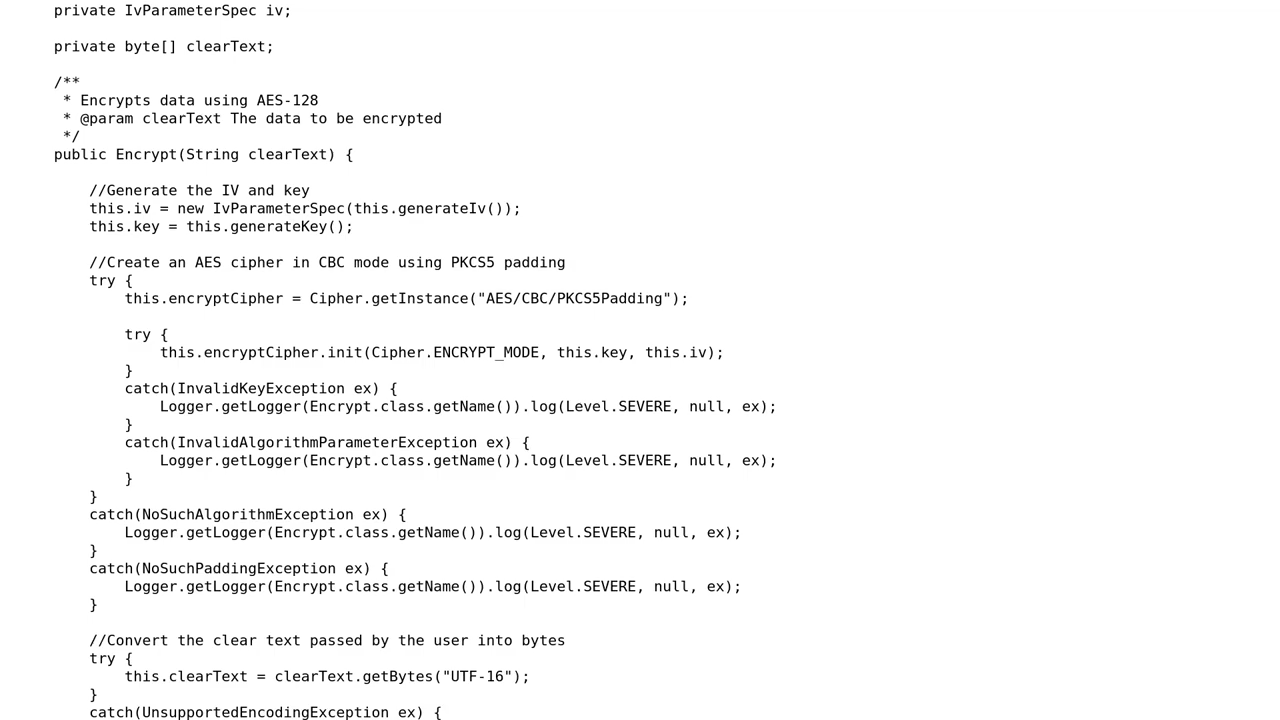 private IvParameterSpec iv;
private byte[] clearText;
/**
* Encrypts data using AES-128
* @param clearText The data to be encrypted
*/
public Encrypt(String clearText) {
//Generate the IV and key
this.iv = new IvParameterSpec(this.generateIv());
this.key = this.generateKey();
//Create an AES cipher in CBC mode using PKCS5 padding
try {
this.encryptCipher = Cipher.getInstance("AES/CBC/PKCS5Padding");
try {
this.encryptCipher.init(Cipher.ENCRYPT_MODE, this.key, this.iv);
}
catch(InvalidKeyException ex) {
Logger.getLogger(Encrypt.class.getName()).log(Level.SEVERE, null, ex);
}
catch(InvalidAlgorithmParameterException ex) {
Logger.getLogger(Encrypt.class.getName()).log(Level.SEVERE, null, ex);
}
}
catch(NoSuchAlgorithmException ex) {
Logger.getLogger(Encrypt.class.getName()).log(Level.SEVERE, null, ex);
}
catch(NoSuchPaddingException ex) {
Logger.getLogger(Encrypt.class.getName()).log(Level.SEVERE, null, ex);
}
//Convert the clear text passed by the user into bytes
try {
this.clearText = clearText.getBytes("UTF-16");
}
catch(UnsupportedEncodingException ex) {